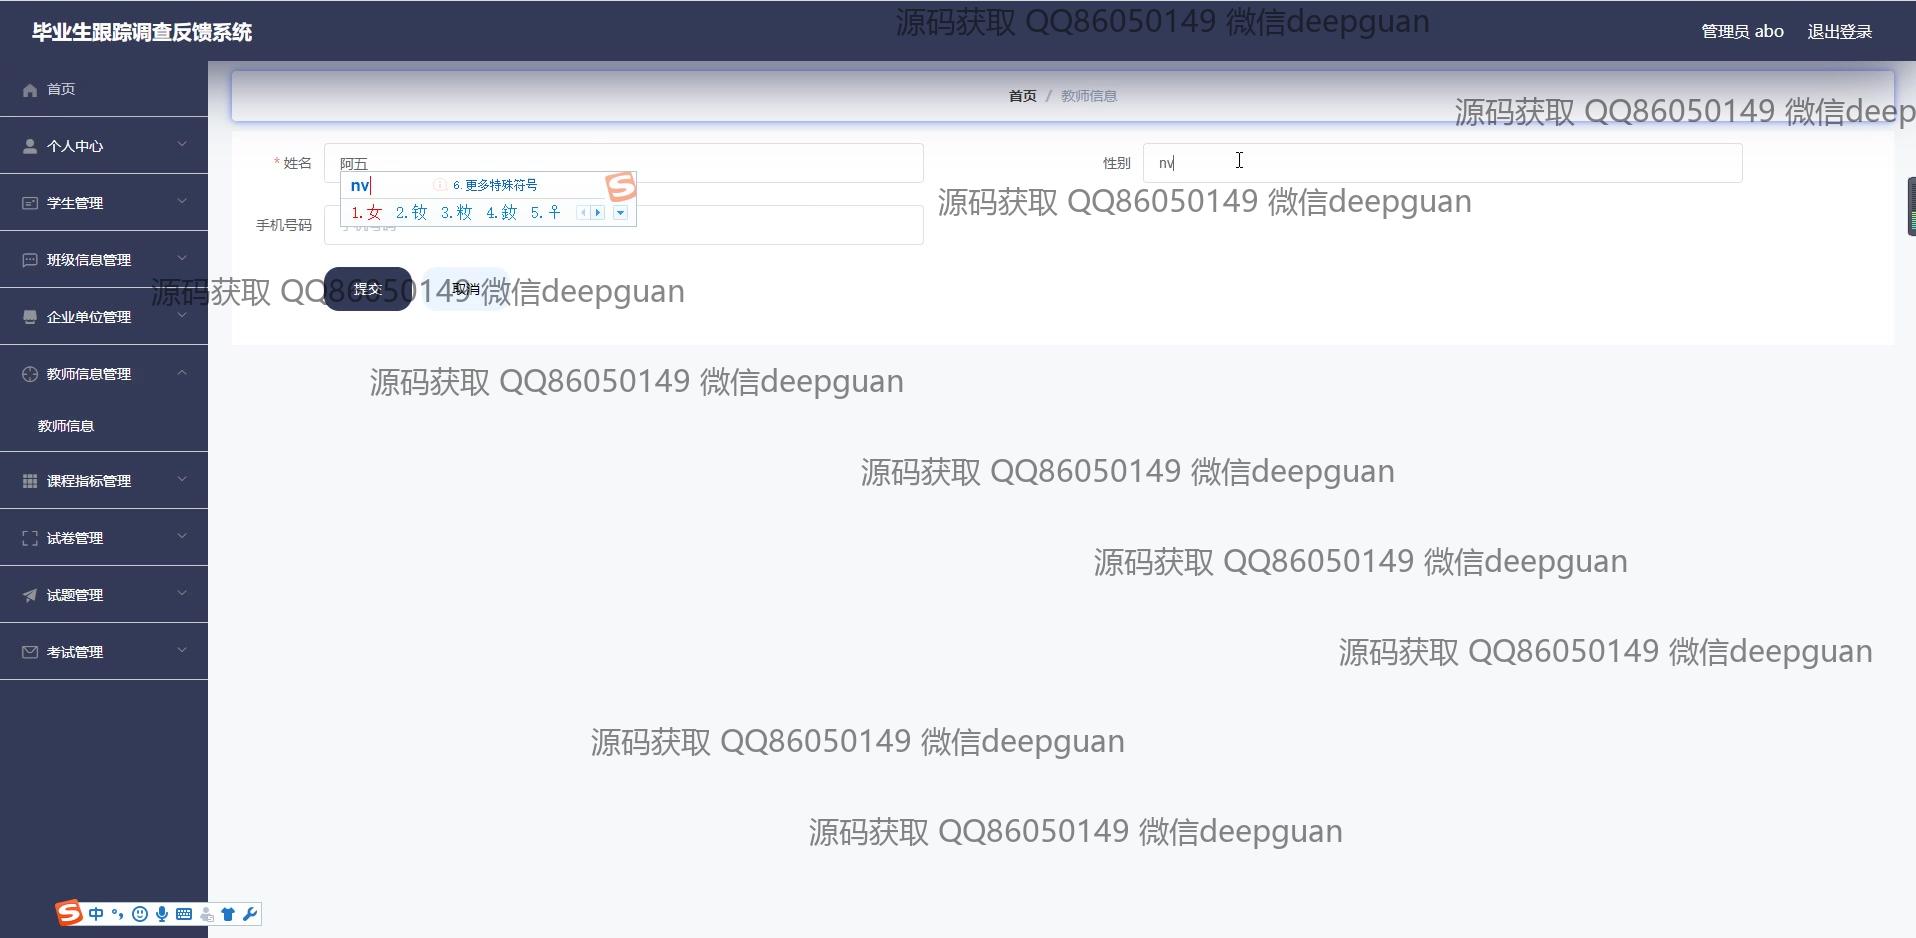 毕业生跟踪调查反馈系统
源码获取 QQ86050149 微信deepguan
管理员 abo 退出登录
首页
首页 / 教师信息
源码获取 QQ86050149 微信deep
个人中心
* 姓名 阿五
性别 nv
nv 6.更多特殊符号
1.女 2.钕 3.籹 4.釹 5.♀
学生管理
源码获取 QQ86050149 微信deepguan
手机号码 手机号码
班级信息管理
提交 取消
源码获取 QQ86050149 微信deepguan
企业单位管理
教师信息管理
源码获取 QQ86050149 微信deepguan
教师信息
课程指标管理
源码获取 QQ86050149 微信deepguan
试卷管理
源码获取 QQ86050149 微信deepguan
试题管理
考试管理
源码获取 QQ86050149 微信deepguan
源码获取 QQ86050149 微信deepguan
源码获取 QQ86050149 微信deepguan
S 中